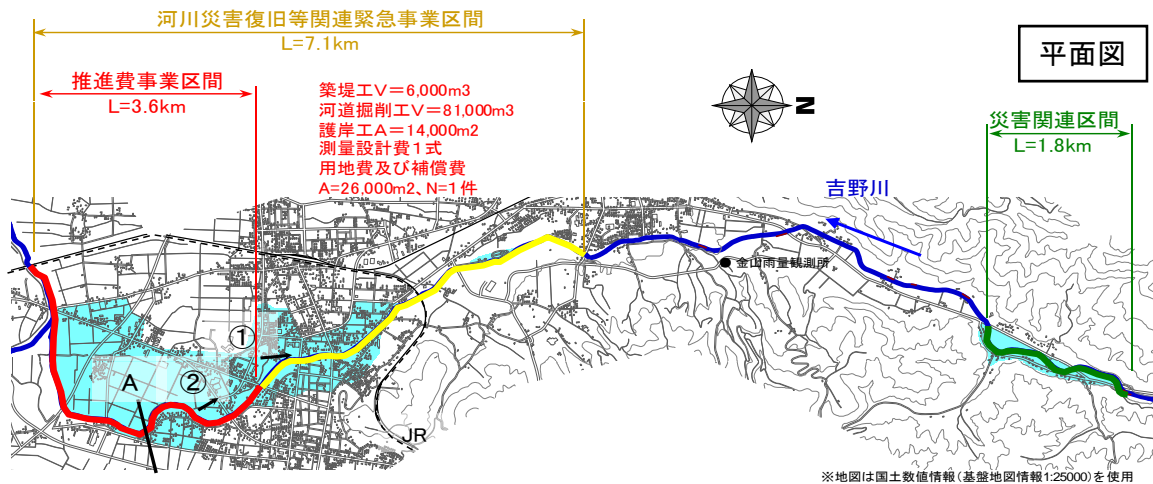 河川災害復旧等関連緊急事業区間
L=7.1km
平面図
推進費事業区間
L=3.6km
築堤工V=6,000m3
河道掘削工V=81,000m3
護岸工A=14,000m2
測量設計費1式
用地費及び補償費
A=26,000m2、N=1件
N
災害関連区間
L=1.8km
吉野川
金山雨量観測所
①
A
②
JR
※地図は国土数値情報(基盤地図情報1:25000)を使用